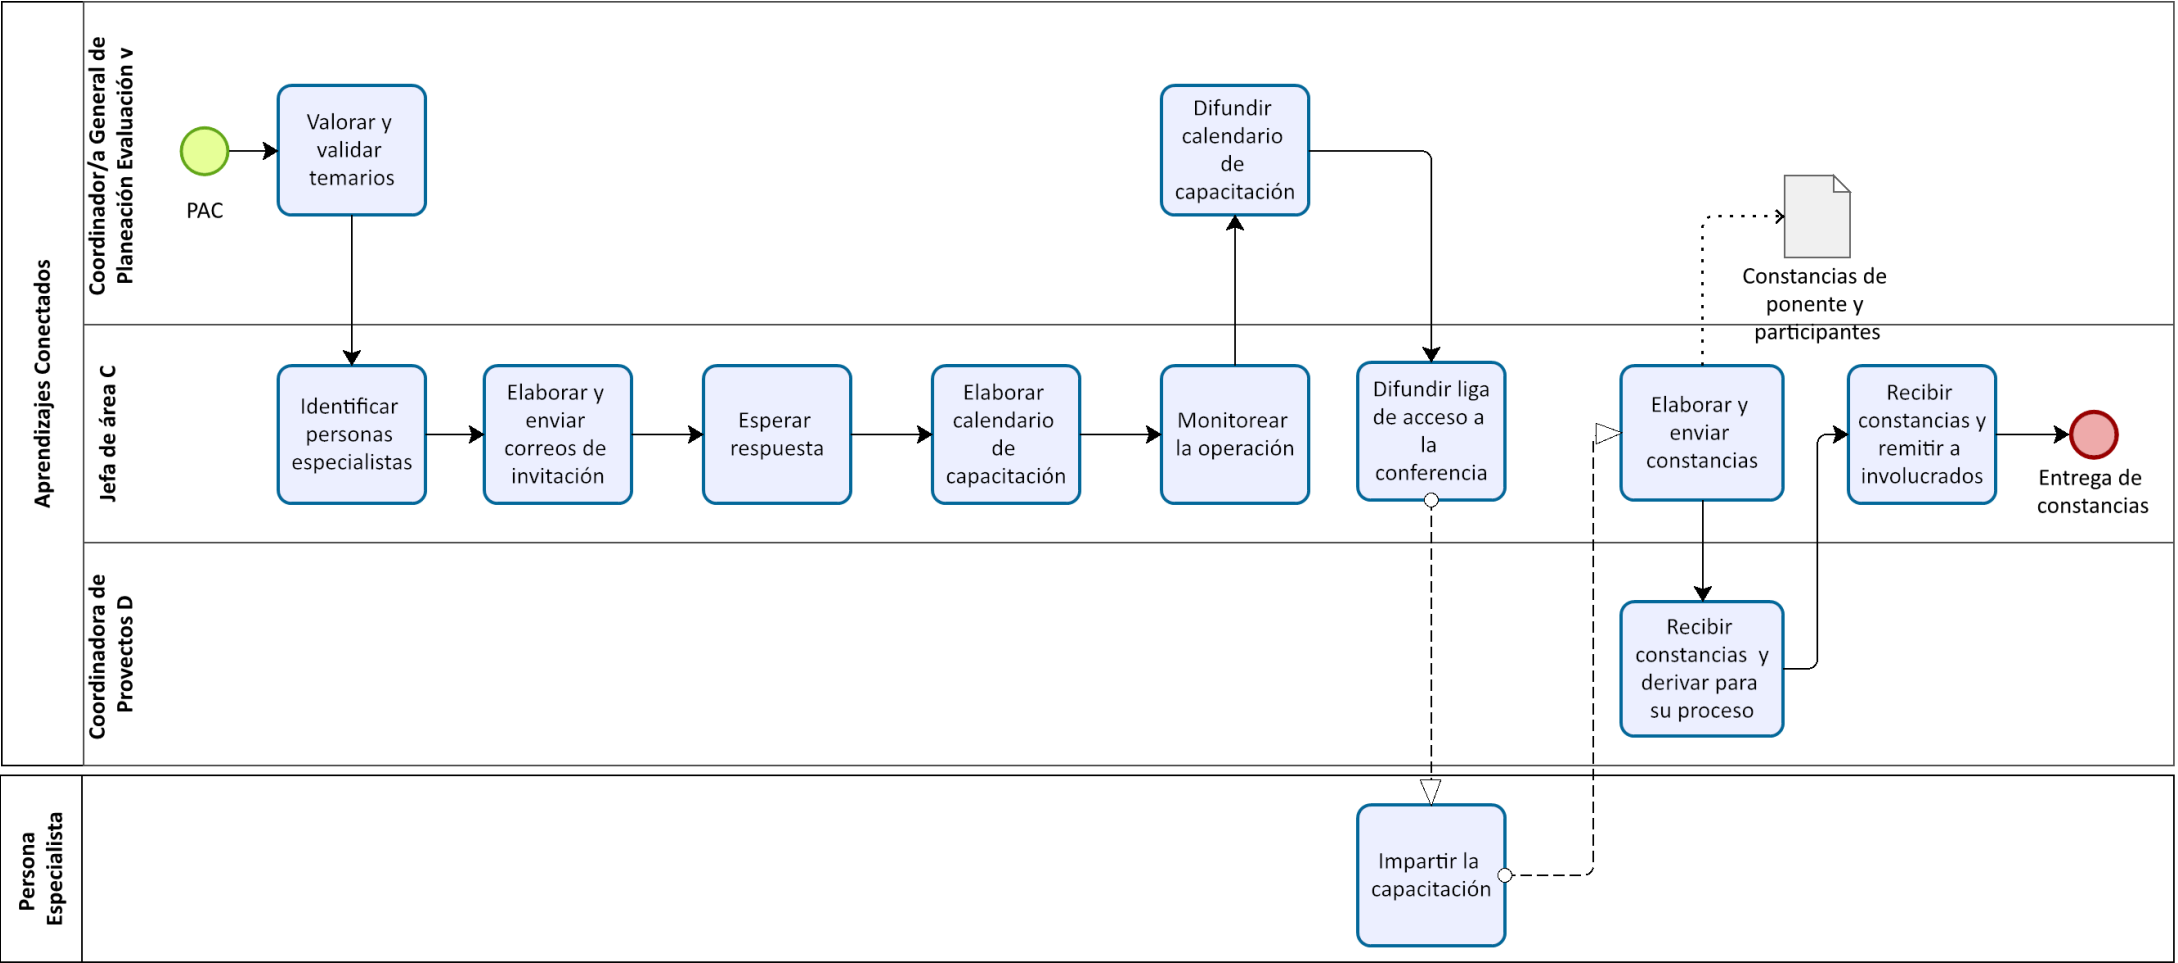 Aprendizajes Conectados
Coordinador/a General de
Planeación Evaluación v
PAC
Valorar y
validar
temarios
Difundir
calendario
de
capacitación
Constancias de
ponente y
participantes
Jefa de área C
Identificar
personas
especialistas
Elaborar y
enviar
correos de
invitación
Esperar
respuesta
Elaborar
calendario
de
capacitación
Monitorear
la operación
Difundir liga
de acceso a
la
conferencia
Elaborar y
enviar
constancias
Recibir
constancias y
remitir a
involucrados
Entrega de
constancias
Coordinadora de
Provectos D
Recibir
constancias y
derivar para
su proceso
Persona
Especialista
Impartir la
capacitación